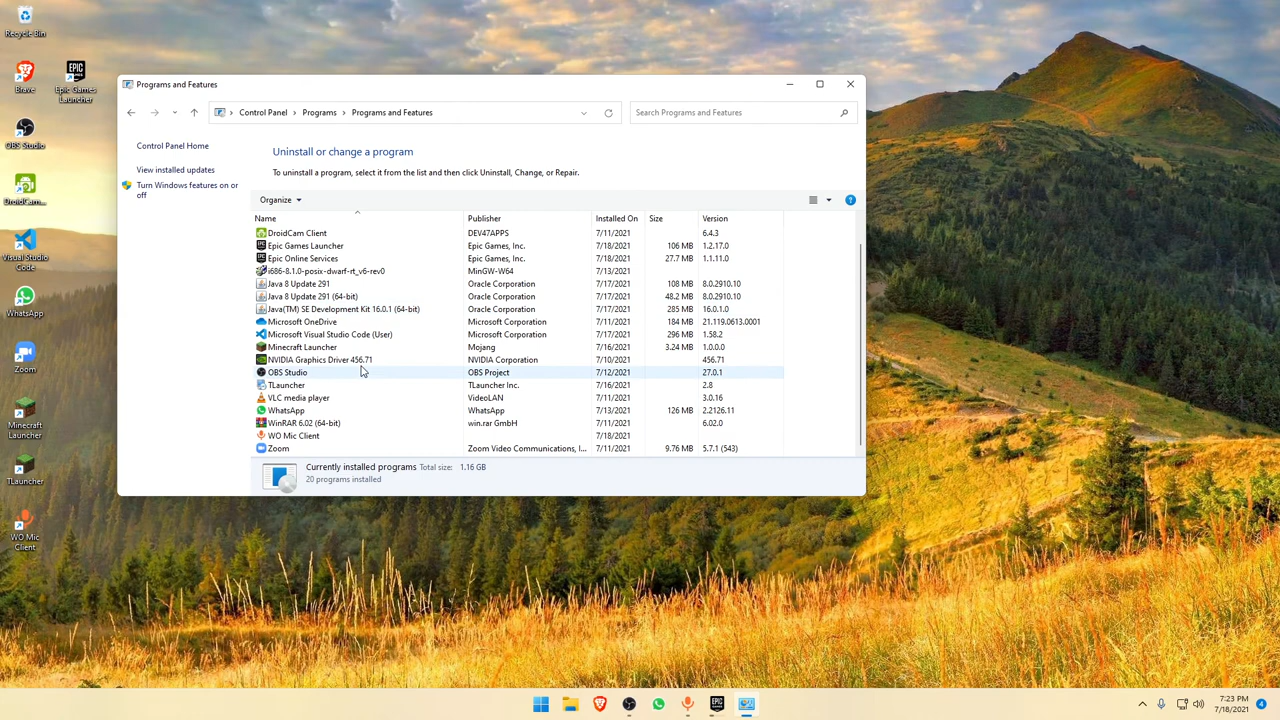 Recycle Bin
Brave
Epic Games
Launcher
OBS Studio
DroidCam...
Visual Studio
Code
WhatsApp
Zoom
Minecraft
Launcher
TLauncher
WO Mic
Client
Programs and Features
Control Panel > Programs > Programs and Features
Search Programs and Features
Control Panel Home
View installed updates
Turn Windows features on or
off
Uninstall or change a program
To uninstall a program, select it from the list and then click Uninstall, Change, or Repair.
Organize
Name Publisher Installed On Size Version
DroidCam Client DEV47APPS 7/11/2021 6.4.3
Epic Games Launcher Epic Games, Inc. 7/18/2021 106 MB 1.2.17.0
Epic Online Services Epic Games, Inc. 7/18/2021 27.7 MB 1.1.11.0
i686-8.1.0-posix-dwarf-rt_v6-rev0 MinGW-W64 7/13/2021
Java 8 Update 291 Oracle Corporation 7/17/2021 108 MB 8.0.2910.10
Java 8 Update 291 (64-bit) Oracle Corporation 7/17/2021 48.2 MB 8.0.2910.10
Java(TM) SE Development Kit 16.0.1 (64-bit) Oracle Corporation 7/17/2021 285 MB 16.0.1.0
Microsoft OneDrive Microsoft Corporation 7/11/2021 184 MB 21.119.0613.0001
Microsoft Visual Studio Code (User) Microsoft Corporation 7/17/2021 296 MB 1.58.2
Minecraft Launcher Mojang 7/16/2021 3.24 MB 1.0.0.0
NVIDIA Graphics Driver 456.71 NVIDIA Corporation 7/10/2021 456.71
OBS Studio OBS Project 7/12/2021 27.0.1
TLauncher TLauncher Inc. 7/16/2021 2.8
VLC media player VideoLAN 7/11/2021 3.0.16
WhatsApp WhatsApp 7/13/2021 126 MB 2.2126.11
WinRAR 6.02 (64-bit) win.rar GmbH 7/11/2021 6.02.0
WO Mic Client 7/18/2021
Zoom Zoom Video Communications, I... 7/11/2021 9.76 MB 5.7.1 (543)
Currently installed programs Total size: 1.16 GB
20 programs installed
7:23 PM
7/18/2021
4